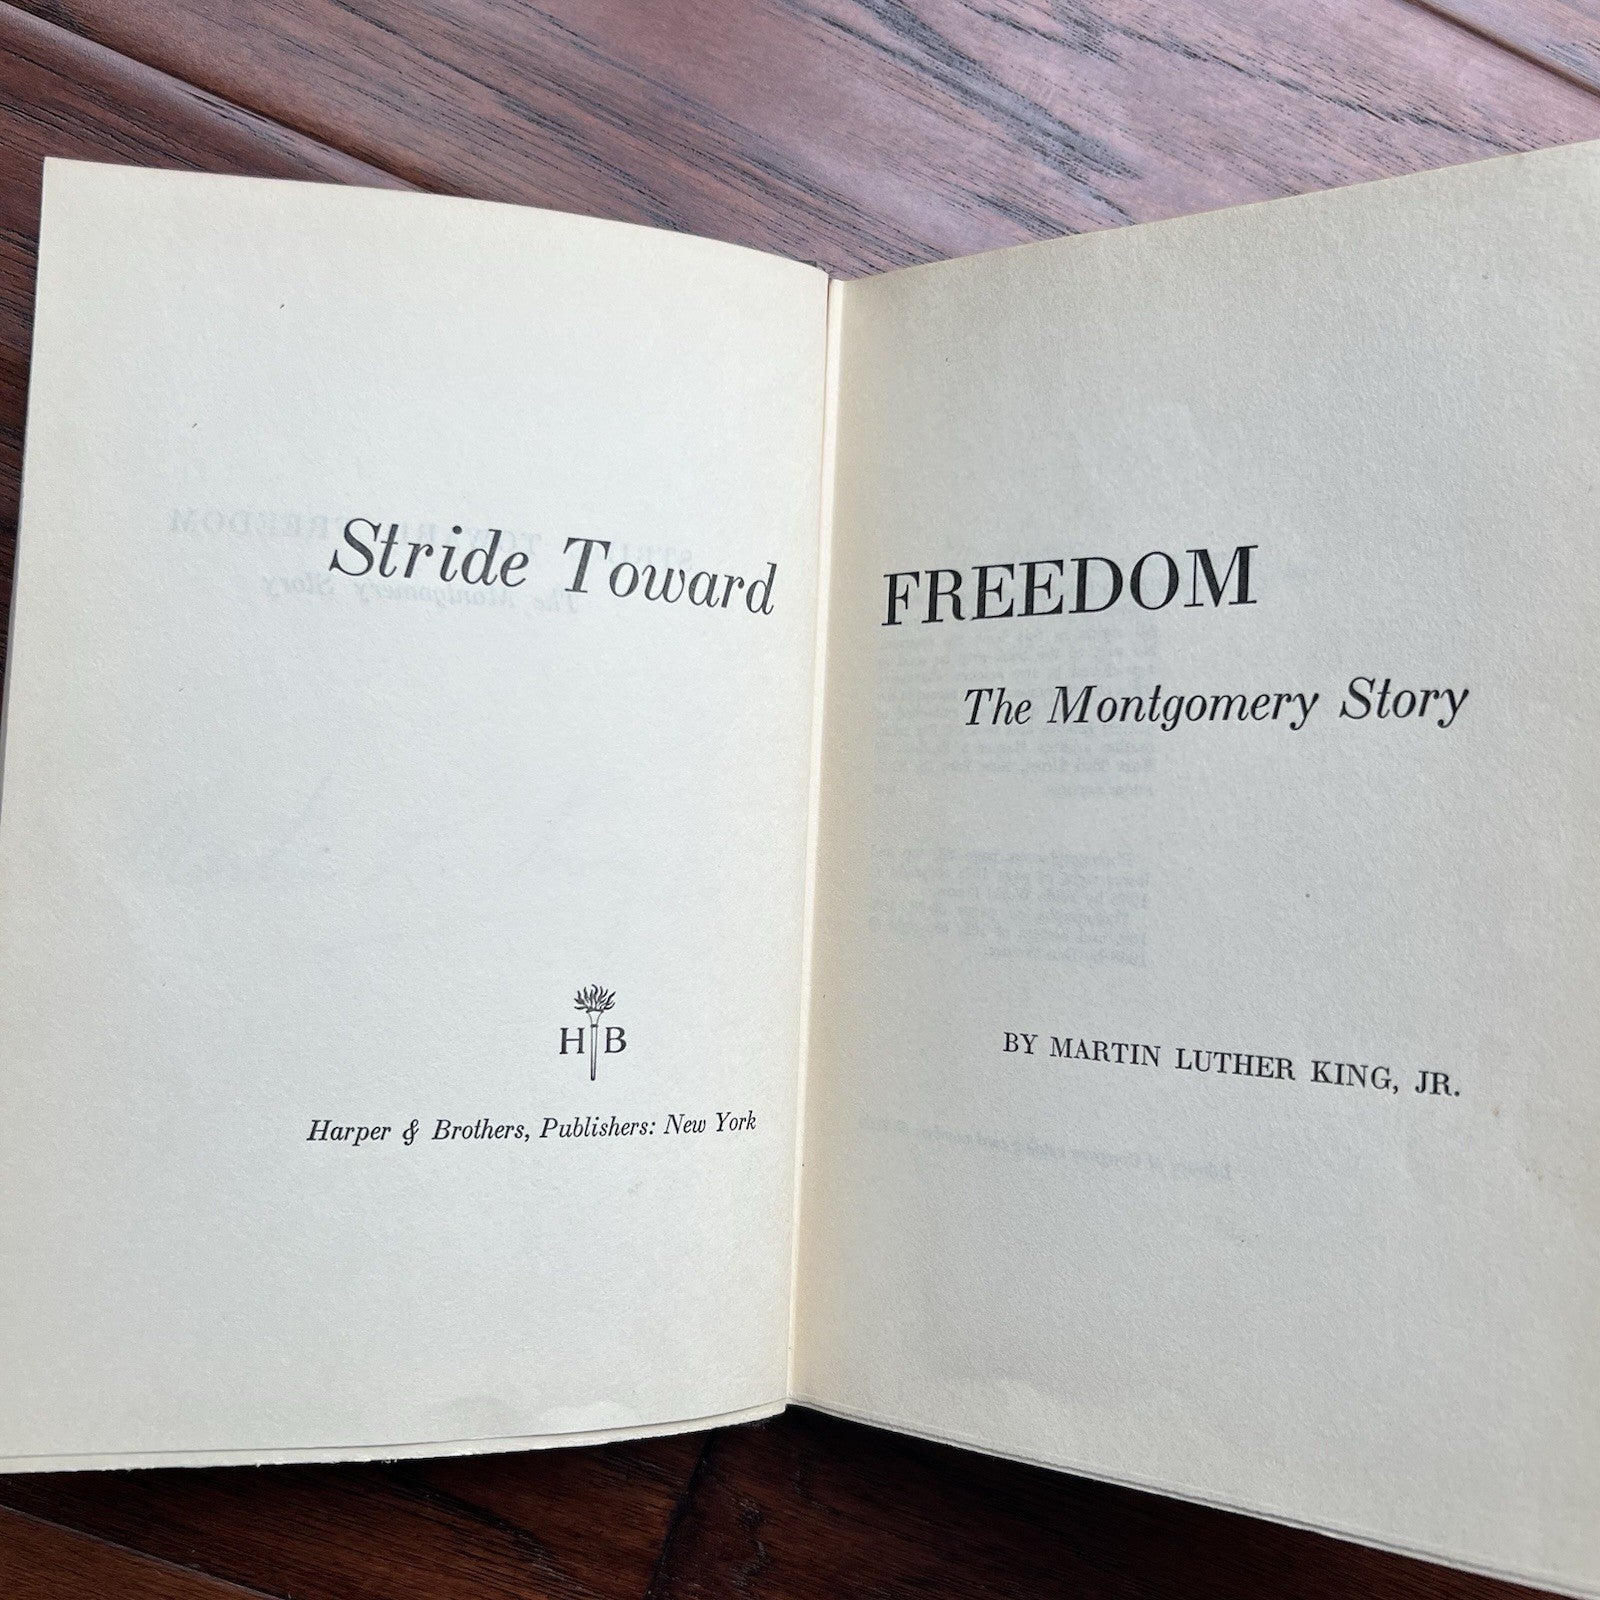 Stride Toward
FREEDOM
The Montgomery Story
H B
Harper & Brothers, Publishers: New York
BY MARTIN LUTHER KING, JR.